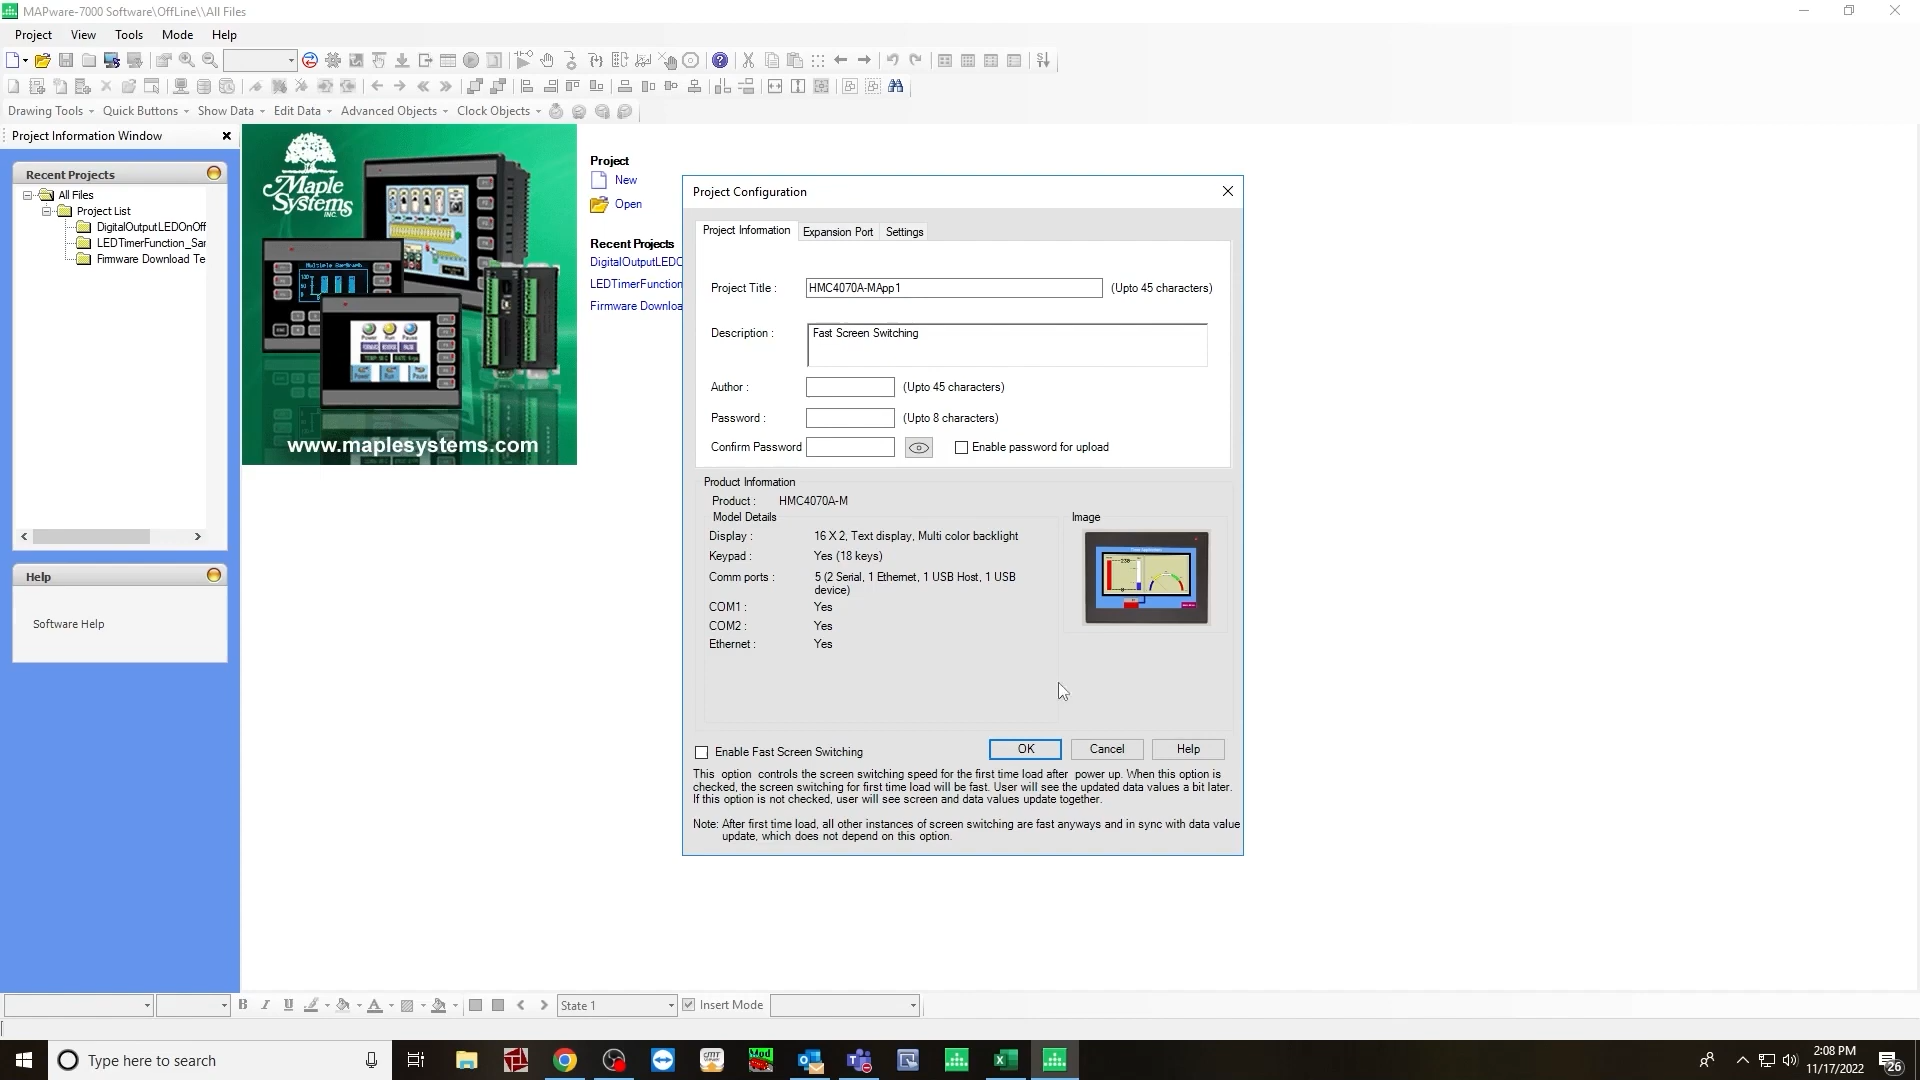 MAPware-7000 Software\OffLine\\All Files
Project View Tools Mode Help
Drawing Tools Quick Buttons Show Data Edit Data Advanced Objects Clock Objects
Project Information Window
Recent Projects
All Files
Project List
DigitalOutputLEDOnOff
LEDTimerFunction_Sar
Firmware Download Te
Help
Software Help
Maple Systems INC.
www.maplesystems.com
Project
New
Open
Recent Projects
DigitalOutputLEDO
LEDTimerFunction
Firmware Downloa
Project Configuration
Project Information Expansion Port Settings
Project Title : HMC4070A-MApp1 (Upto 45 characters)
Description : Fast Screen Switching
Author : (Upto 45 characters)
Password : (Upto 8 characters)
Confirm Password Enable password for upload
Product Information
Product : HMC4070A-M
Model Details
Image
Display : 16 X 2, Text display, Multi color backlight
Keypad : Yes (18 keys)
Comm ports : 5 (2 Serial, 1 Ethernet, 1 USB Host, 1 USB
device)
COM1 : Yes
COM2 : Yes
Ethernet : Yes
Enable Fast Screen Switching OK Cancel Help
This option controls the screen switching speed for the first time load after power up. When this option is
checked, the screen switching for first time load will be fast. User will see the updated data values a bit later.
If this option is not checked, user will see screen and data values update together.
Note: After first time load, all other instances of screen switching are fast anyways and in sync with data value
update, which does not depend on this option.
B I U A State 1 Insert Mode
Type here to search
2:08 PM
11/17/2022
26